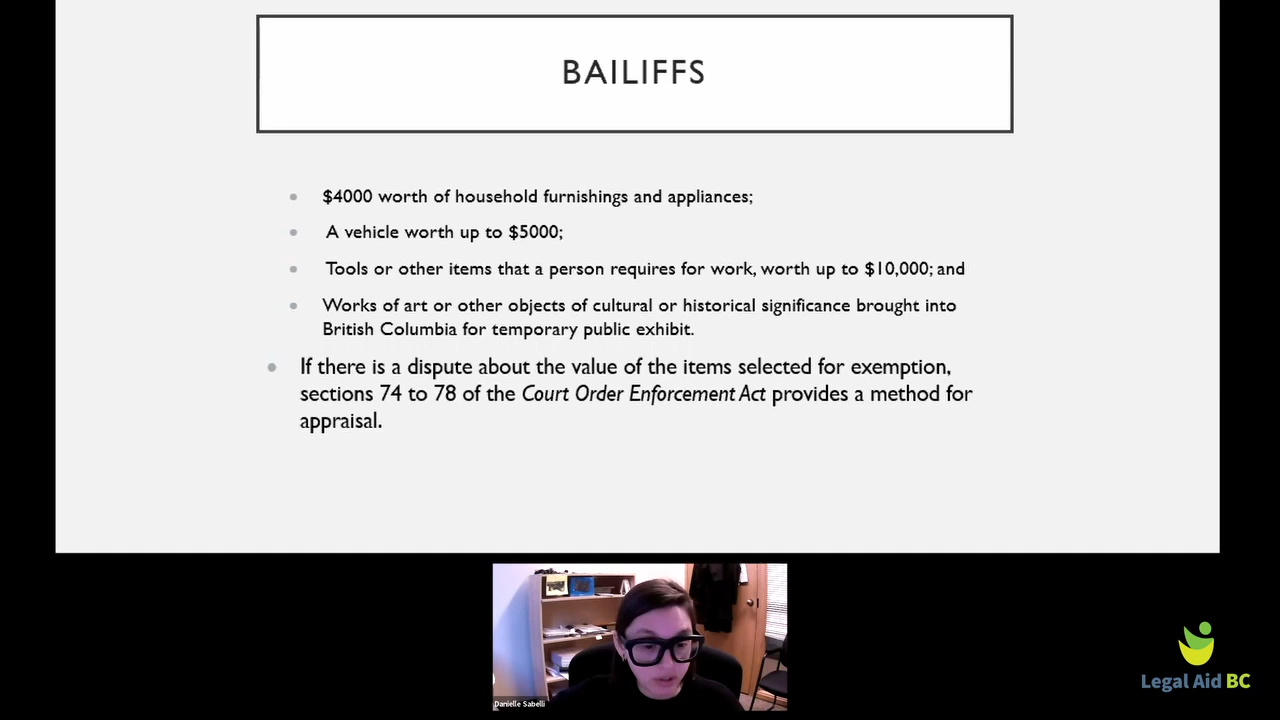 BAILIFFS
$4000 worth of household furnishings and appliances;
A vehicle worth up to $5000;
Tools or other items that a person requires for work, worth up to $10,000; and
Works of art or other objects of cultural or historical significance brought into
British Columbia for temporary public exhibit.
If there is a dispute about the value of the items selected for exemption,
sections 74 to 78 of the Court Order Enforcement Act provides a method for
appraisal.
Danielle Sabelli
Legal Aid BC